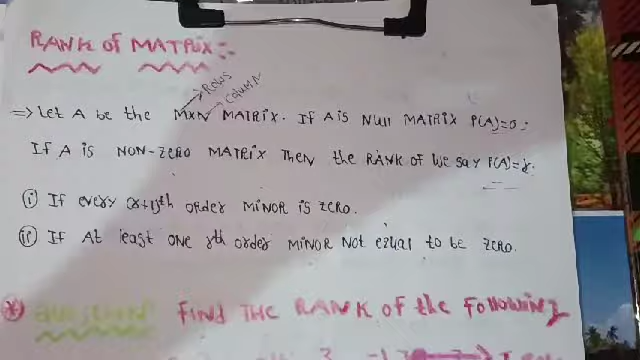 RANK OF MATRIX:-
Rows
Column
=> Let A be the MXN MATRIX. If A is Null MATRIX P(A)=0.
If A is NON-ZERO MATRIX THEN the RANK OF WE SAY P(A)=r.
(i) If every (r+1)th order MINOR is ZERO.
(ii) If At least ONE rth order MINOR NOT equal to be ZERO.
(*) QUESTION FIND THE RANK OF the Following